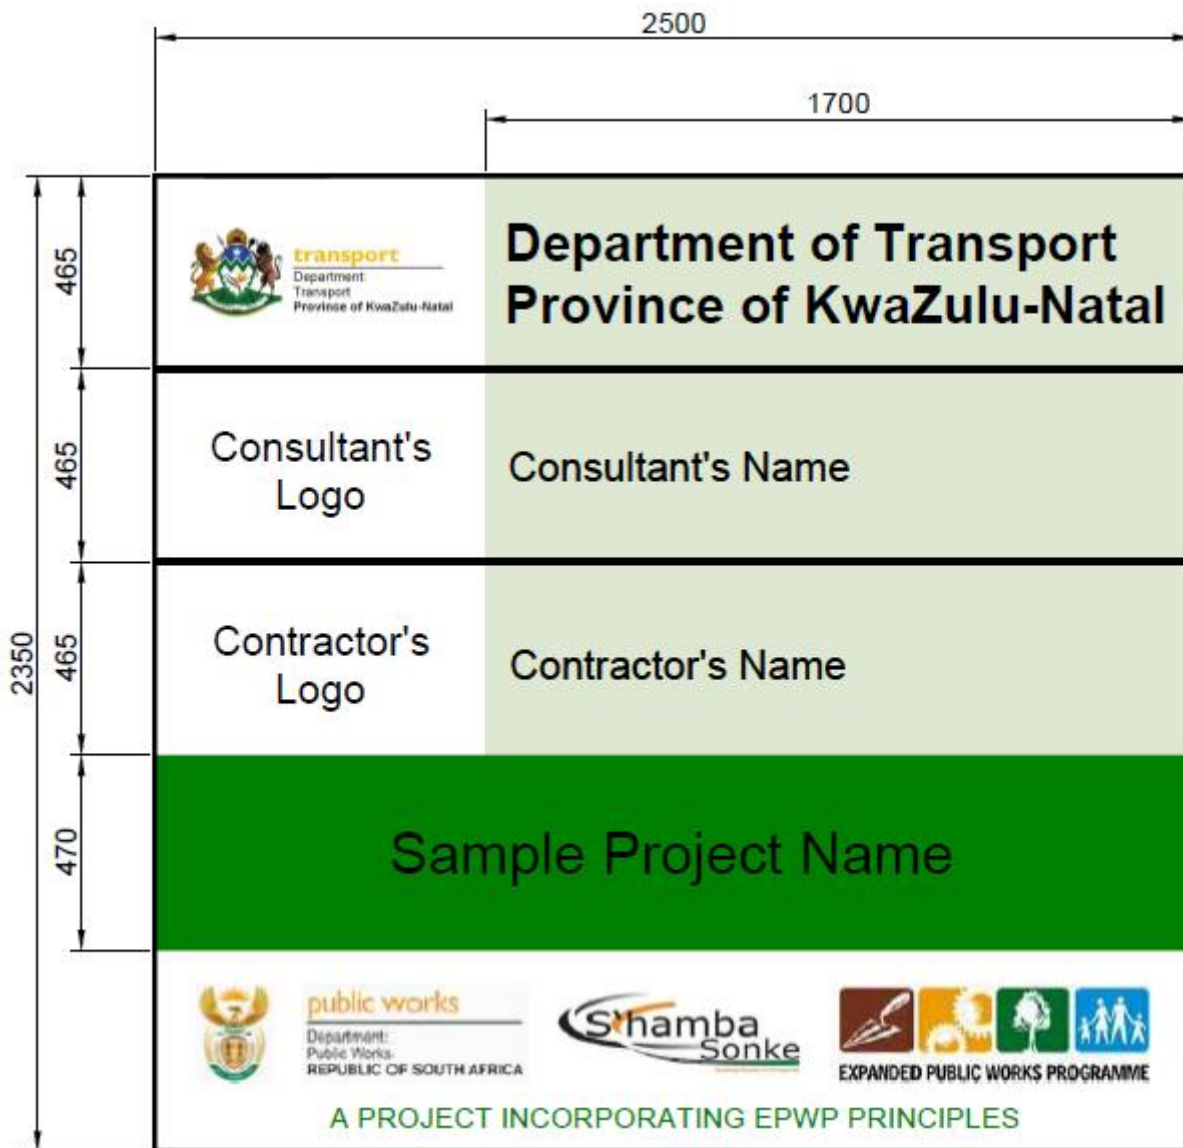 2500
1700
2350
465
transport
Department
Transport
Province of KwaZulu-Natal
Department of Transport
Province of KwaZulu-Natal
465
Consultant's
Logo
Consultant's Name
465
Contractor's
Logo
Contractor's Name
470
Sample Project Name
public works
Department:
Public Works
REPUBLIC OF SOUTH AFRICA
S'hamba
Sonke
EXPANDED PUBLIC WORKS PROGRAMME
A PROJECT INCORPORATING EPWP PRINCIPLES